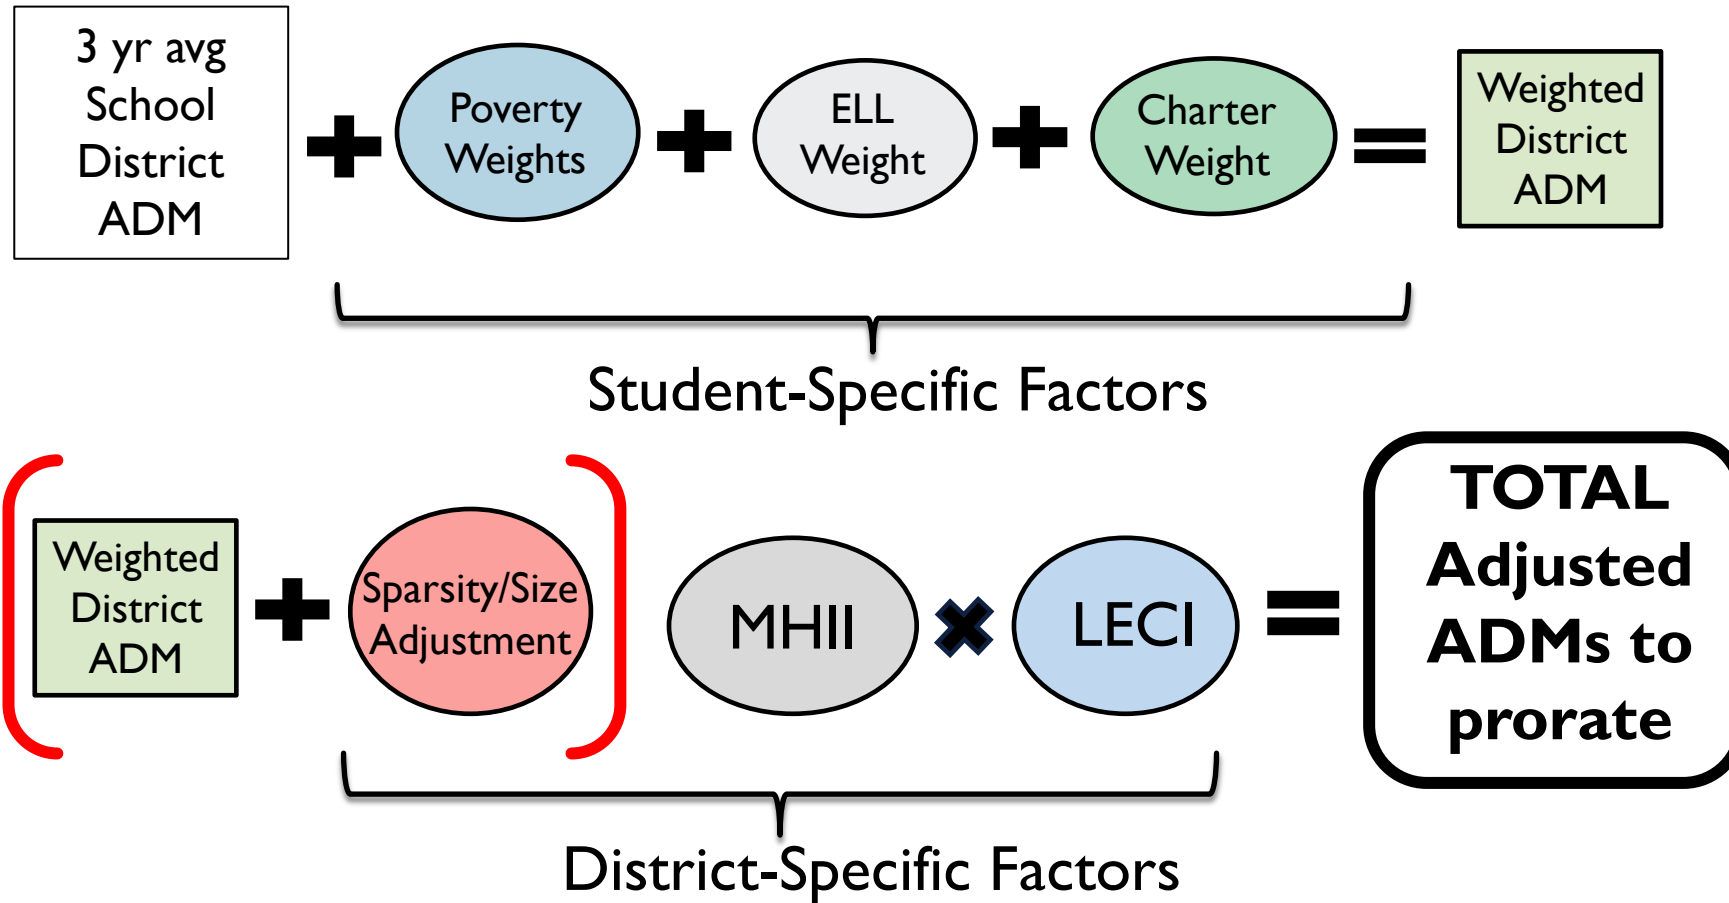 3 yr avg
School
District
ADM
+
Poverty
Weights
+
ELL
Weight
+
Charter
Weight
=
Weighted
District
ADM
Student-Specific Factors
(
Weighted
District
ADM
+
Sparsity/Size
Adjustment
)
MHII
×
LECI
=
TOTAL
Adjusted
ADMs to
prorate
District-Specific Factors